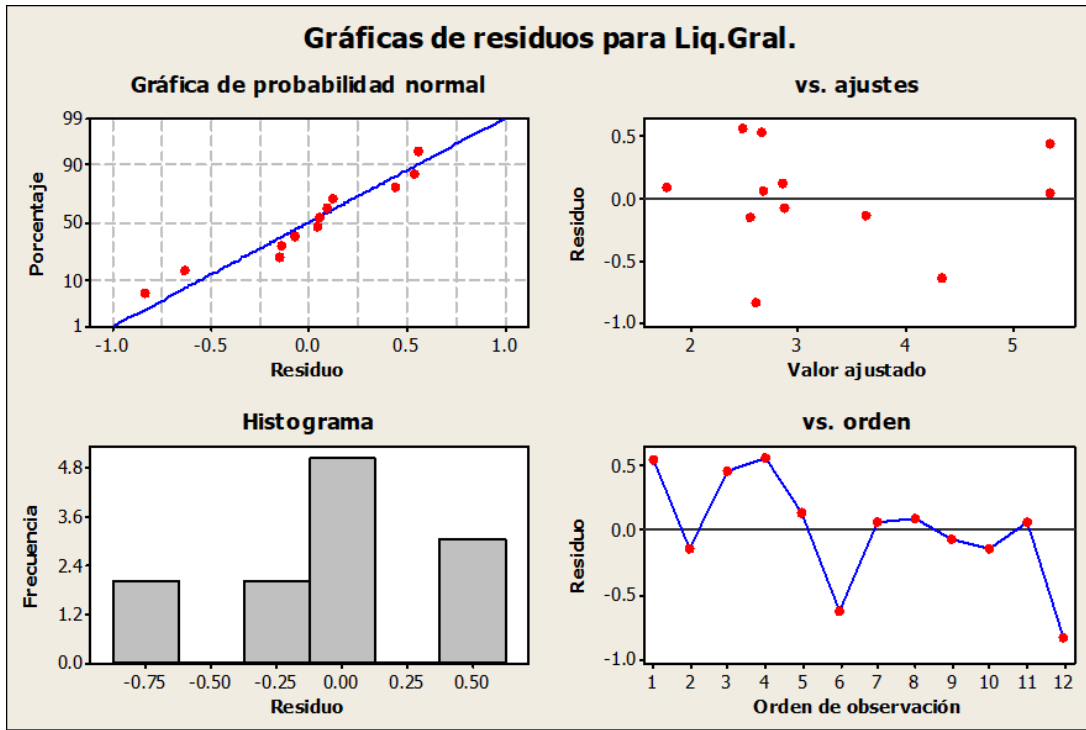 Gráficas de residuos para Liq.Gral.
Gráfica de probabilidad normal
99
90
50
10
1
Porcentaje
-1.0 -0.5 0.0 0.5 1.0
Residuo
vs. ajustes
0.5
0.0
-0.5
-1.0
Residuo
2 3 4 5
Valor ajustado
Histograma
4.8
3.6
2.4
1.2
0.0
Frecuencia
-0.75 -0.50 -0.25 0.00 0.25 0.50
Residuo
vs. orden
0.5
0.0
-0.5
-1.0
Residuo
1 2 3 4 5 6 7 8 9 10 11 12
Orden de observación